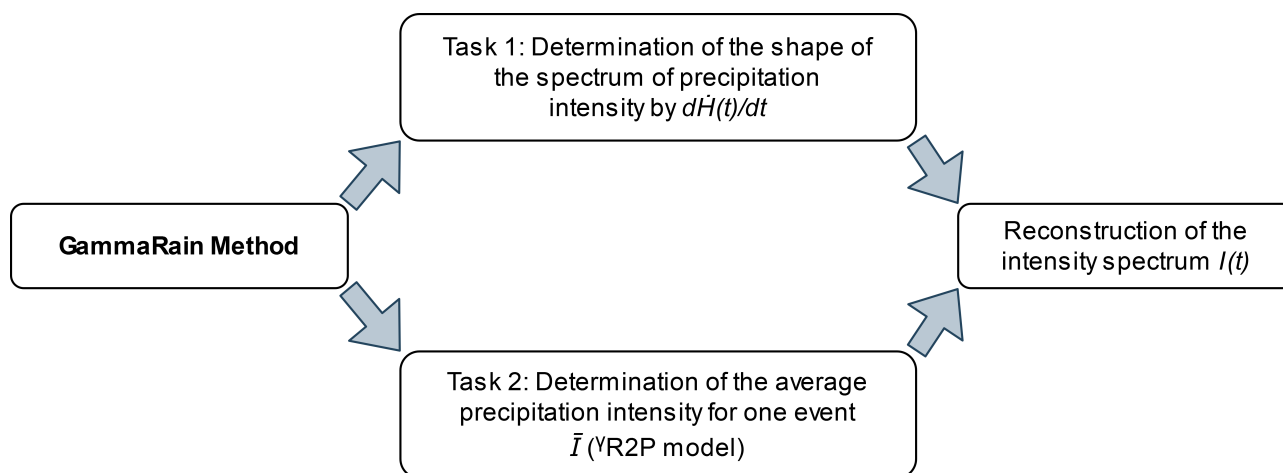 Task 1: Determination of the shape of
the spectrum of precipitation
intensity by dḢ(t)/dt
GammaRain Method
Reconstruction of the
intensity spectrum I(t)
Task 2: Determination of the average
precipitation intensity for one event
Ī (ᵞR2P model)